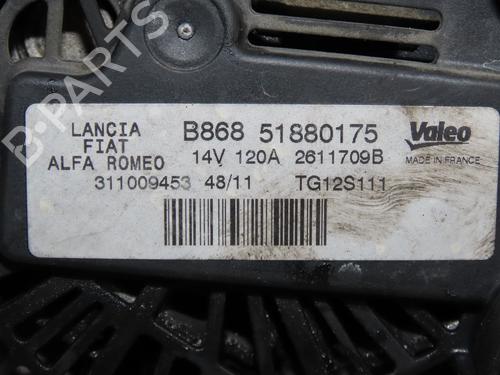 LANCIA
FIAT
ALFA ROMEO
B868 51880175
14V 120A 2611709B
311009453 48/11 TG12S111
Valeo
MADE IN FRANCE
B-PARTS